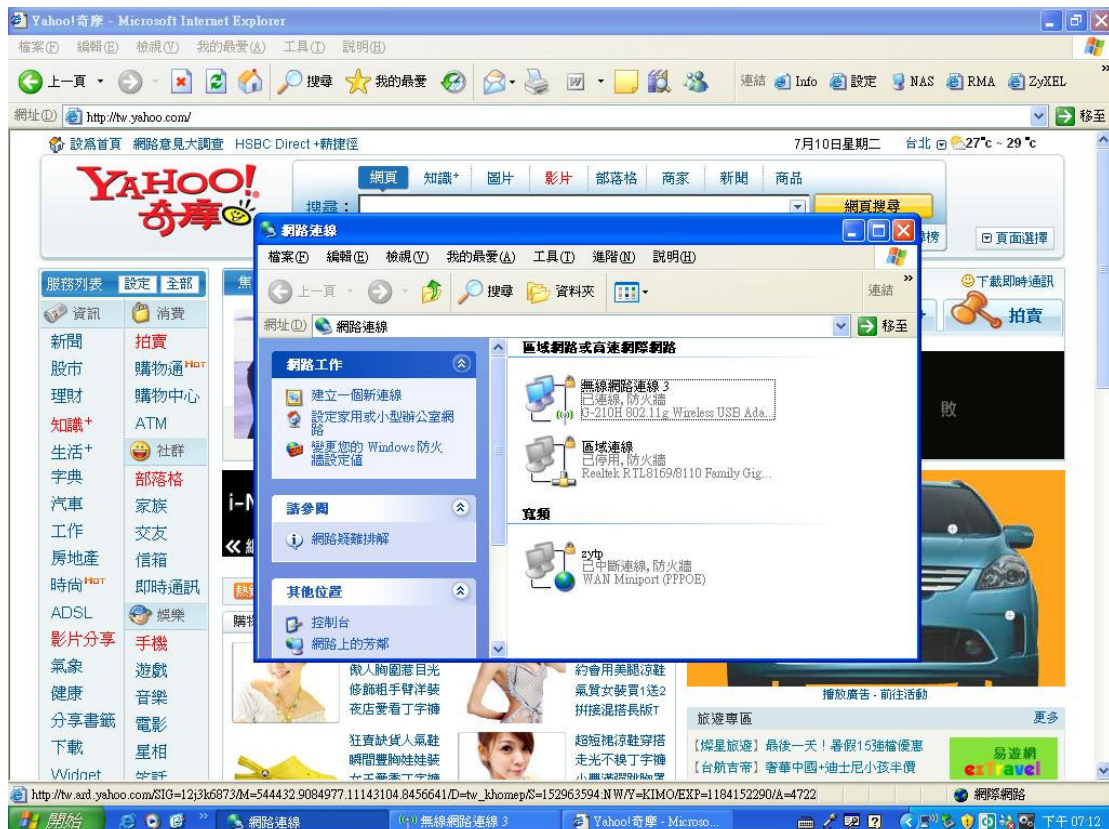 Yahoo!奇摩 - Microsoft Internet Explorer
檔案(F) 編輯(E) 檢視(V) 我的最愛(A) 工具(T) 說明(H)
上一頁 搜尋 我的最愛 連結 Info 設定 NAS RMA ZyXEL
網址(D) http://tw.yahoo.com/ 移至
設為首頁 網路意見大調查 HSBC Direct+薪捷徑 7月10日星期二 台北 27˚c ~ 29˚c
YAHOO!
奇摩
網頁 知識+ 圖片 影片 部落格 商家 新聞 商品
搜尋: 網頁搜尋
頁面選擇
服務列表 設定 全部
下載即時通訊
拍賣
資訊 消費
新聞 拍賣
股市 購物通 Hot
理財 購物中心
知識+ ATM
生活+ 社群
字典 部落格
汽車 家族
工作 交友
房地產 信箱
時尚 Hot 即時通訊
ADSL 娛樂
影片分享 手機
氣象 遊戲
健康 音樂
分享書籤 電影
下載 星相
Widget 笑話
網路連線
檔案(F) 編輯(E) 檢視(V) 我的最愛(A) 工具(T) 進階(N) 說明(H)
上一頁 搜尋 資料夾 連結
網址(D) 網路連線 移至
網路工作
建立一個新連線
設定家用或小型辦公室網
路
變更您的 Windows 防火
牆設定值
請參閱
網路疑難排解
其他位置
控制台
網路上的芳鄰
區域網路或高速網際網路
無線網路連線 3
已連線, 防火牆
G-210H 802.11g Wireless USB Ada...
區域連線
已停用, 防火牆
Realtek RTL8169/8110 Family Gig...
寬頻
zytp
已中斷連線, 防火牆
WAN Miniport (PPPOE)
敗
傲人胸圍惹目光
修飾粗手臂洋裝
夜店愛看丁字褲
約會用美腿涼鞋
氣質女裝買1送2
拼接混搭長版T
狂賣缺貨人氣鞋
瞬間豐胸娃娃裝
超短裙涼鞋穿搭
走光不糗丁字褲
播放廣告 - 前往活動
旅遊專區 更多
【燦星旅遊】最後一天！暑假15強檔優惠
【台航吉帝】奢華中國+迪士尼小孩半價
易遊網
ezTravel
http://tw.ard.yahoo.com/SIG=12j3k6873/M=544432.9084977.11143104.8456641/D=tw_khomep/S=152963594:NW/Y=KIMO/EXP=1184152290/A=4722 網際網路
開始 網路連線 無線網路連線 3 Yahoo!奇摩 - Microso... 下午 07:12